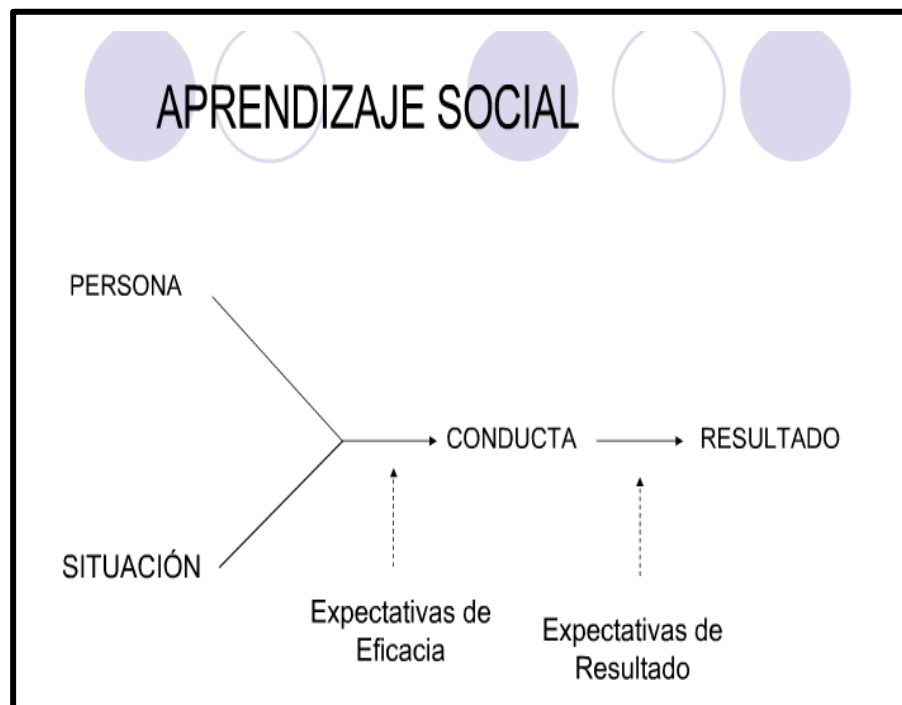 APRENDIZAJE SOCIAL
PERSONA
CONDUCTA
RESULTADO
SITUACIÓN
Expectativas de
Eficacia
Expectativas de
Resultado